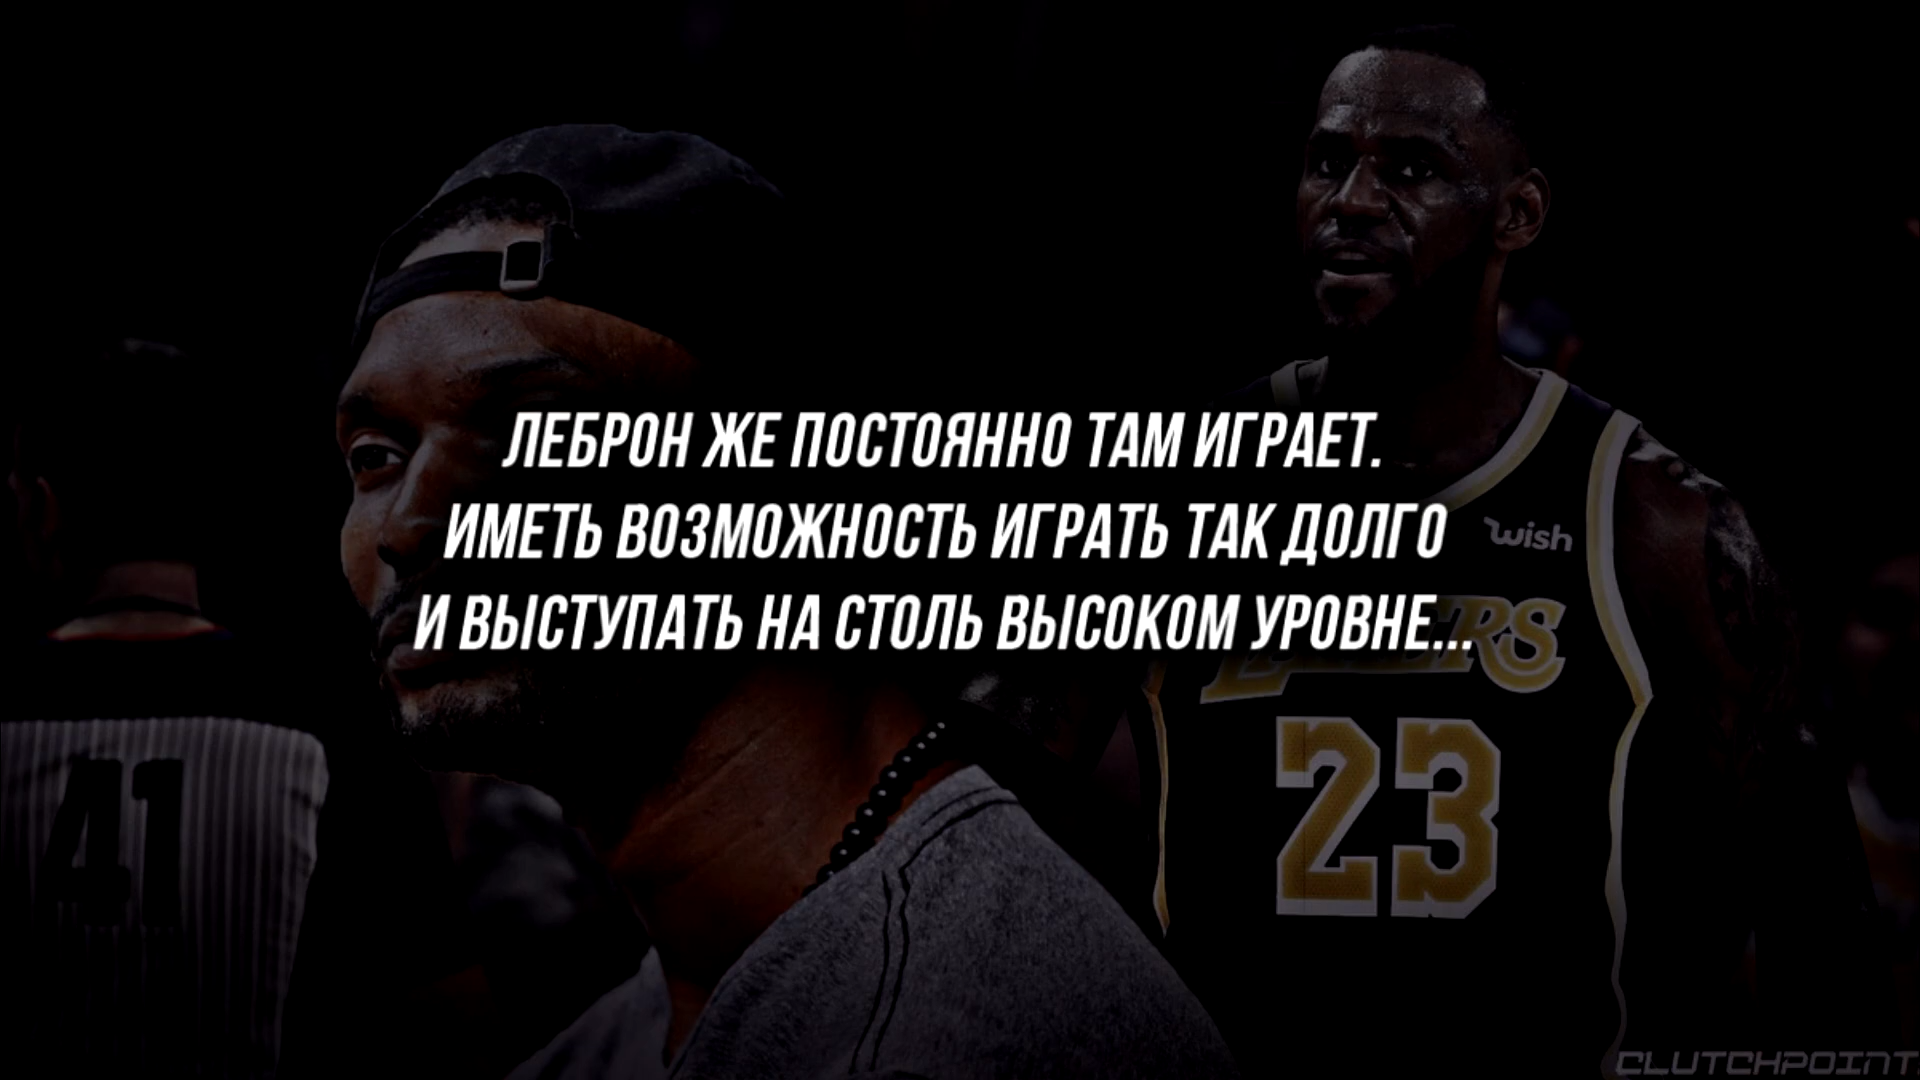 ЛЕБРОН ЖЕ ПОСТОЯННО ТАМ ИГРАЕТ.
ИМЕТЬ ВОЗМОЖНОСТЬ ИГРАТЬ ТАК ДОЛГО
И ВЫСТУПАТЬ НА СТОЛЬ ВЫСОКОМ УРОВНЕ...
wish
LAKERS
23
41
CLUTCHPOINT